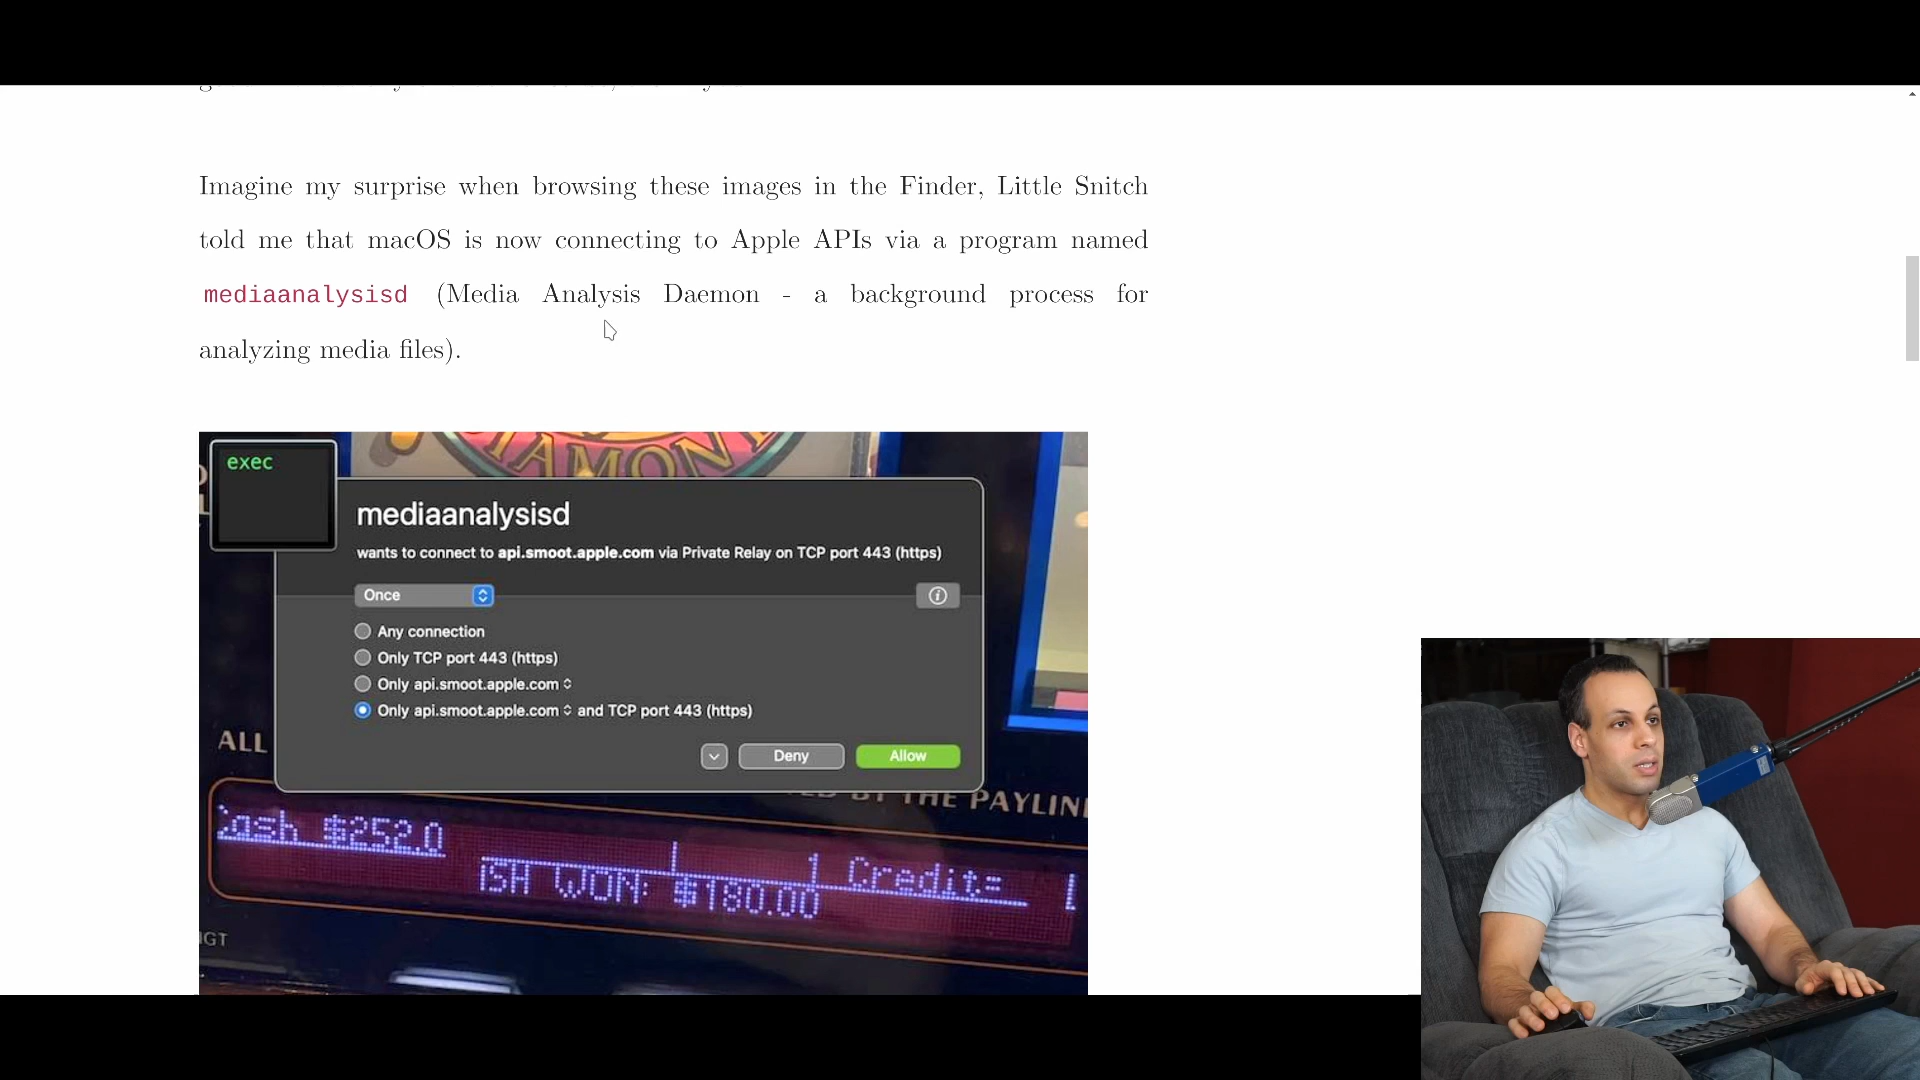 Imagine my surprise when browsing these images in the Finder, Little Snitch
told me that macOS is now connecting to Apple APIs via a program named
mediaanalysisd (Media Analysis Daemon - a background process for
analyzing media files).
AMOND
exec
mediaanalysisd
wants to connect to api.smoot.apple.com via Private Relay on TCP port 443 (https)
Once
Any connection
Only TCP port 443 (https)
Only api.smoot.apple.com
Only api.smoot.apple.com and TCP port 443 (https)
Deny
Allow
ALL
BY THE PAYLIN
Cash $252.0
1 Credits
WON: $180.00
IGT